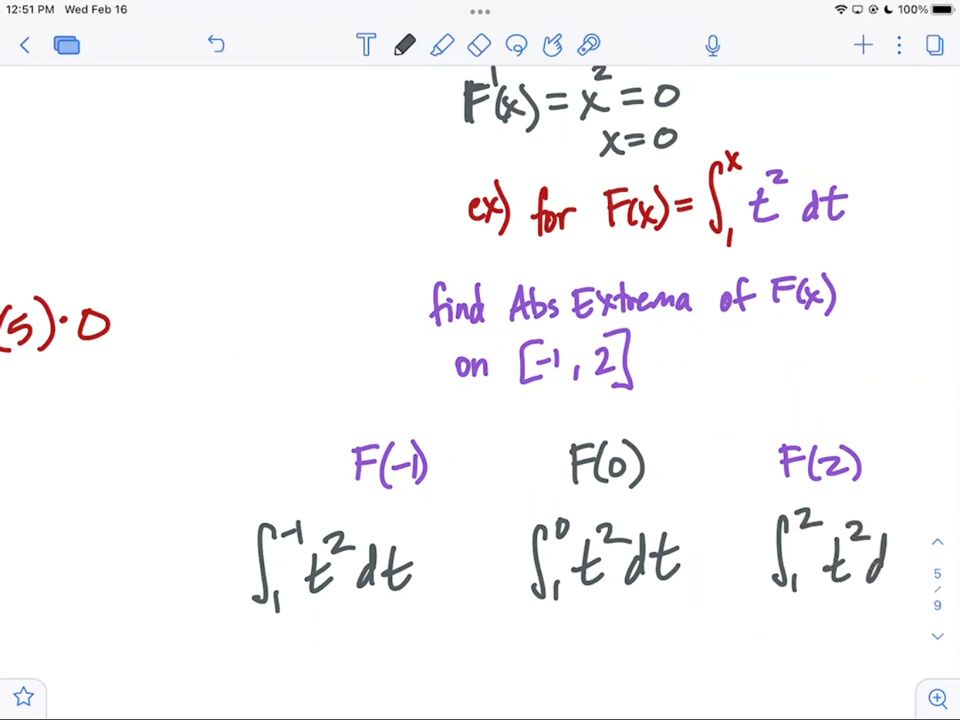 12:51 PM Wed Feb 16
100%
F'(x) = x² = 0
x = 0
ex) for F(x) = ∫₁ˣ t² dt
find Abs Extrema of F(x)
on [-1, 2]
(5)·0
F(-1) F(0) F(2)
∫₁⁻¹ t² dt ∫₁⁰ t² dt ∫₁² t² d
5
/
9